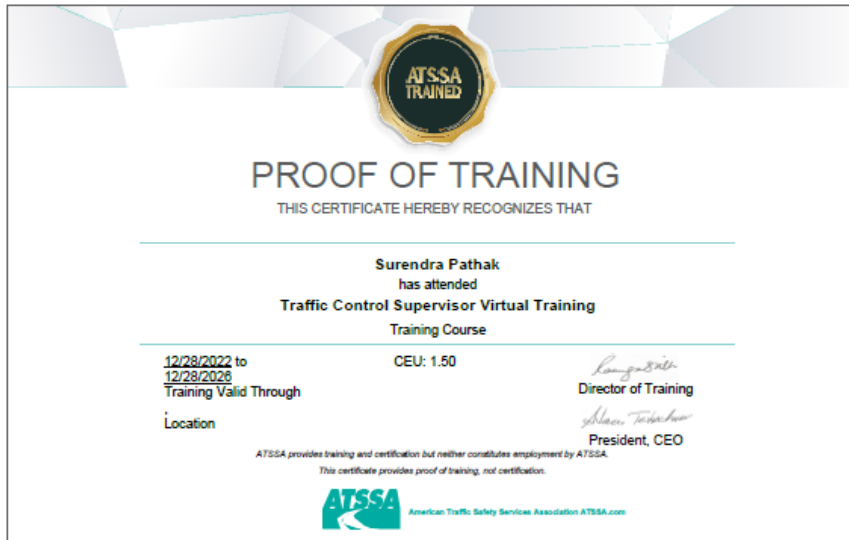 ATSSA
TRAINED
PROOF OF TRAINING
THIS CERTIFICATE HEREBY RECOGNIZES THAT
Surendra Pathak
has attended
Traffic Control Supervisor Virtual Training
Training Course
12/28/2022 to
12/28/2026
Training Valid Through
CEU: 1.50
Director of Training
,
Location
President, CEO
ATSSA provides training and certification but neither constitutes employment by ATSSA.
This certificate provides proof of training, not certification.
ATSSA
American Traffic Safety Services Association ATSSA.com